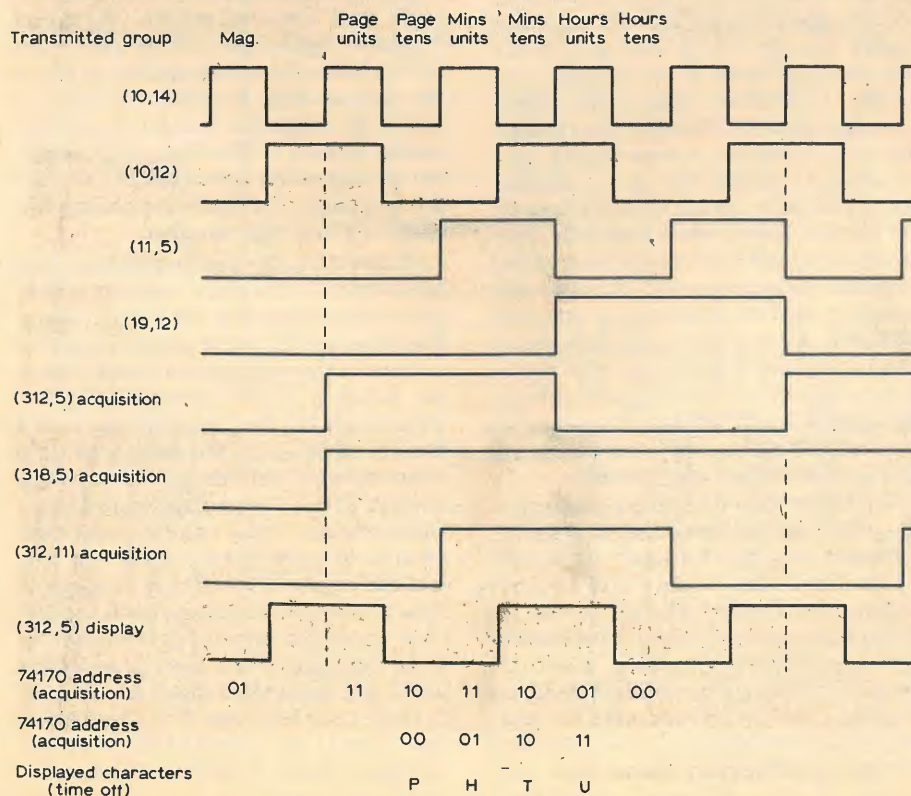 Page Page Mins Mins Hours Hours
Transmitted group Mag. units tens units tens units tens
(10,14)
(10,12)
(11,5)
(19,12)
(312,5) acquisition
(318,5) acquisition
(312,11) acquisition
(312,5) display
74170 address
(acquisition) 01 11 10 11 10 01 00
74170 address
(acquisition) 00 01 10 11
Displayed characters
(time off) P H T U